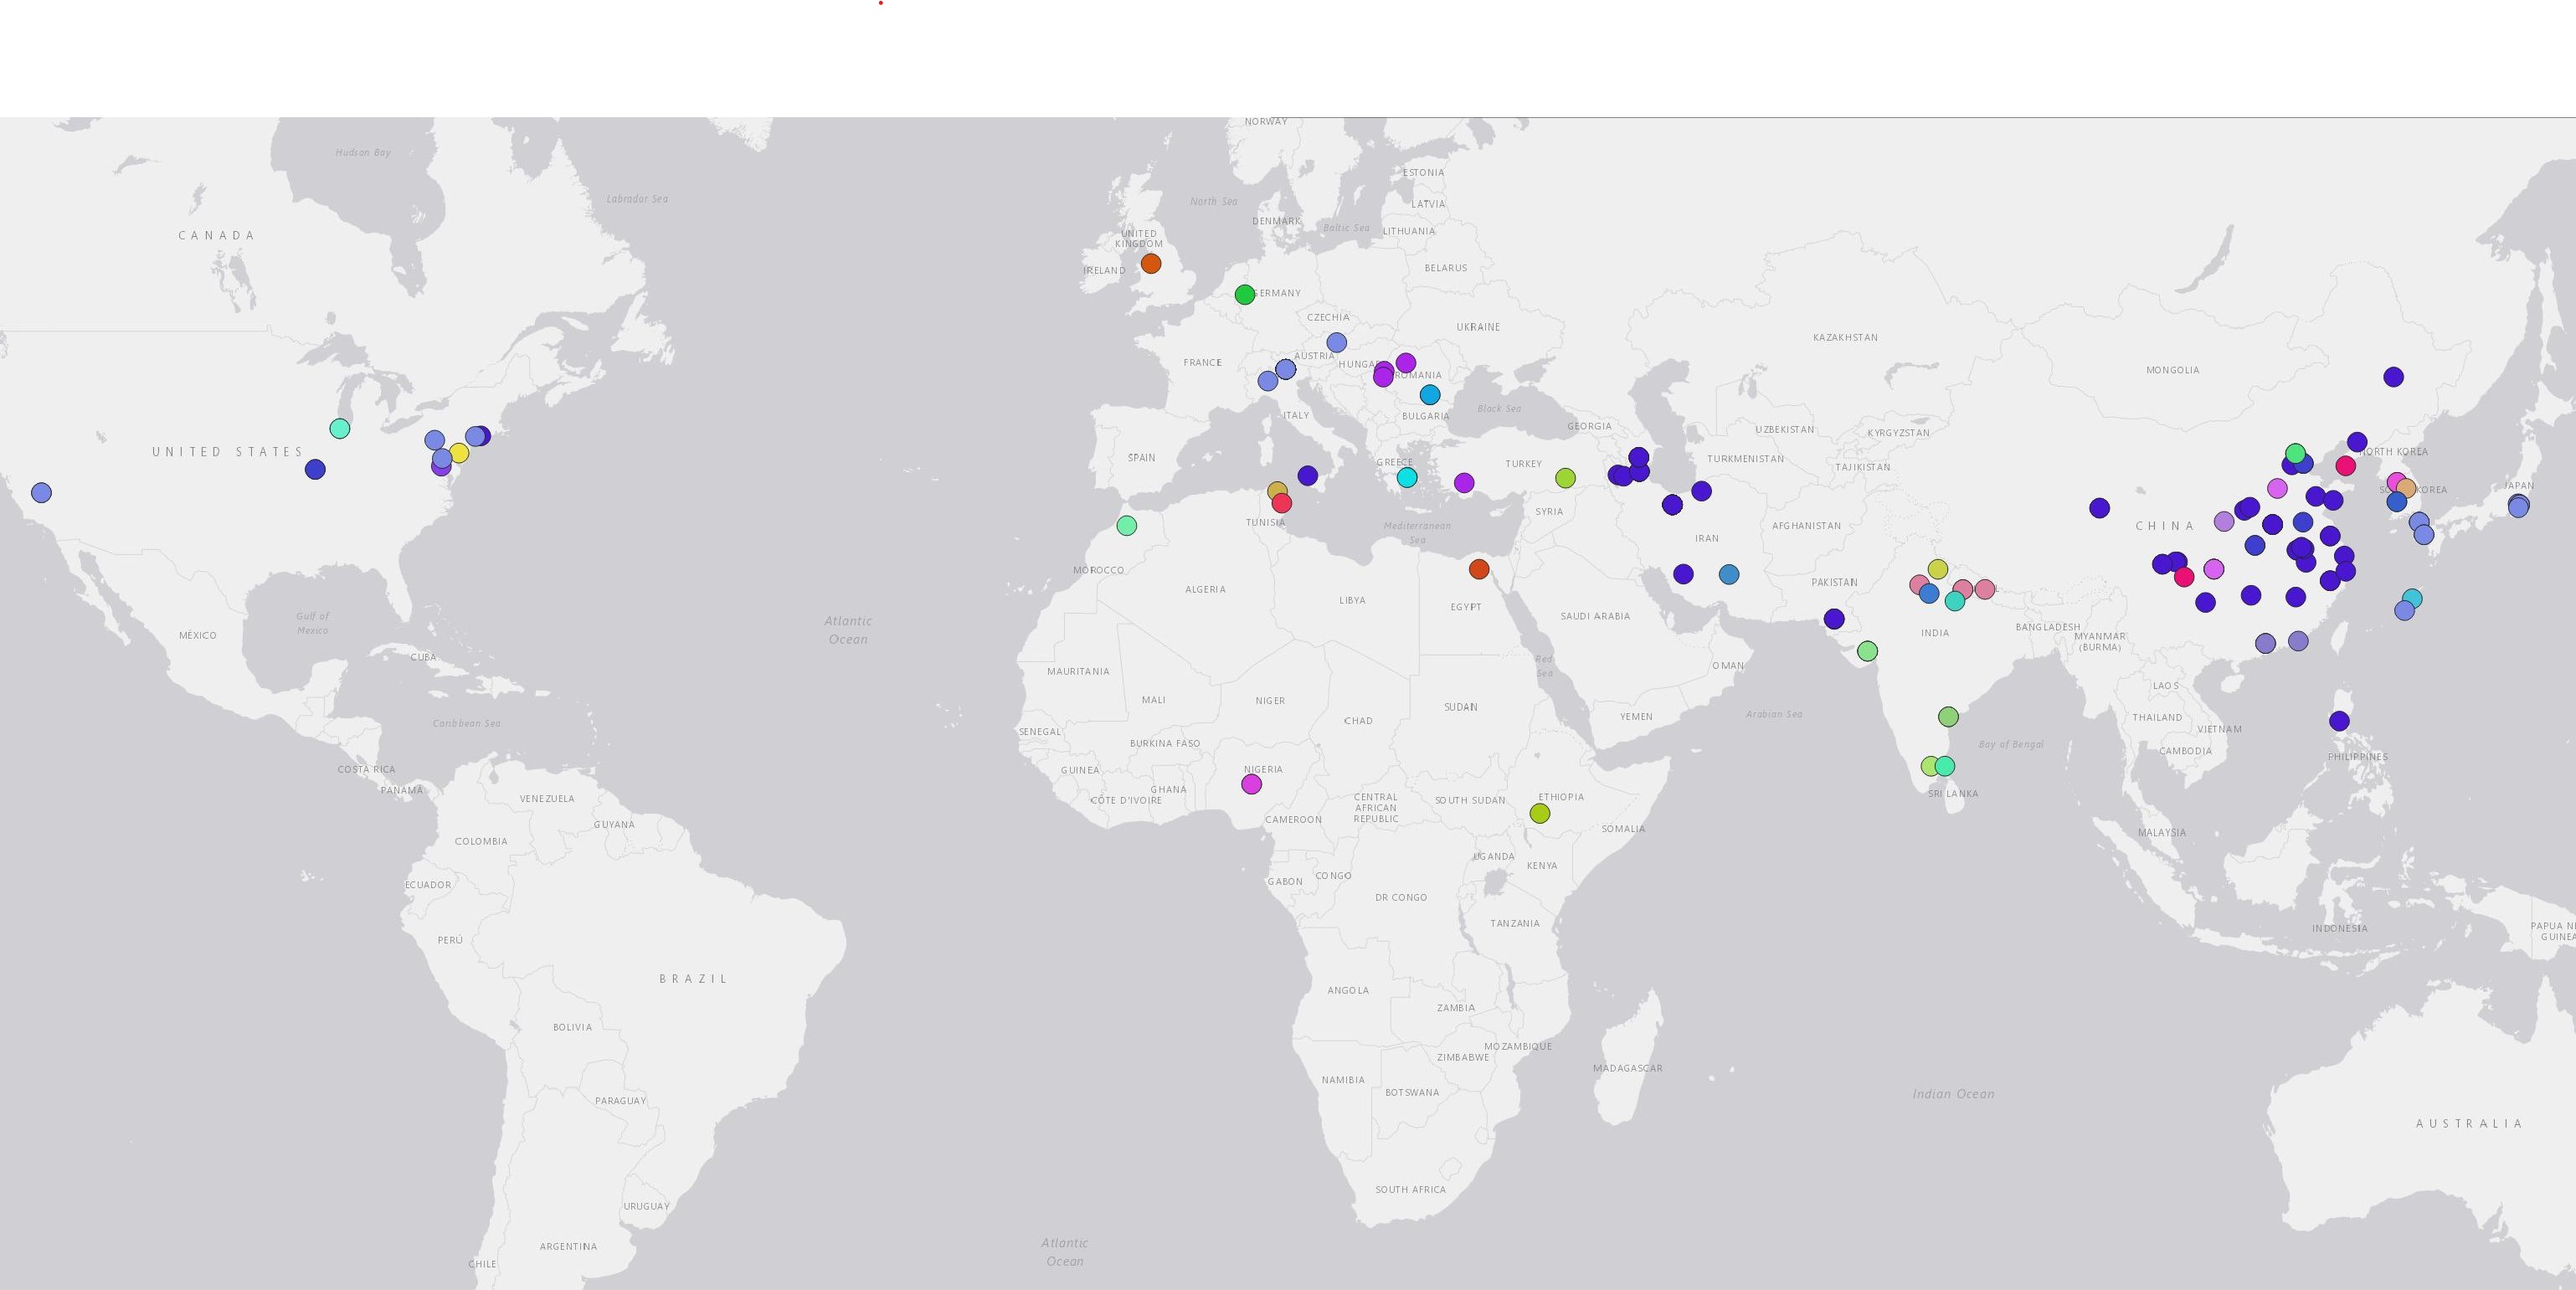 NORWAY
Hudson Bay
ESTONIA
Labrador Sea
North Sea
LATVIA
DENMARK
Baltic Sea
LITHUANIA
CANADA
UNITED
KINGDOM
IRELAND
BELARUS
GERMANY
CZECHIA
UKRAINE
KAZAKHSTAN
AUSTRIA
FRANCE
HUNGA
ROMANIA
MONGOLIA
ITALY
Black Sea
BULGARIA
GEORGIA
UZBEKISTAN
KYRGYZSTAN
UNITED STATES
SPAIN
GREECE
TURKEY
TURKMENISTAN
TAJIKISTAN
NORTH KOREA
JAPAN
KOREA
SYRIA
TUNISIA
Mediterranean
Sea
AFGHANISTAN
CHINA
IRAN
MOROCCO
PAKISTAN
ALGERIA
LIBYA
EGYPT
SAUDI ARABIA
Gulf of
Mexico
Atlantic
Ocean
MÉXICO
INDIA
BANGLADESH
MYANMAR
(BURMA)
CUBA
Red
Sea
OMAN
MAURITANIA
LAOS
MALI
NIGER
SUDAN
Caribbean Sea
CHAD
YEMEN
Arabian Sea
THAILAND
SENEGAL
VIETNAM
BURKINA FASO
Bay of Bengal
CAMBODIA
PHILIPPINES
COSTA RICA
GUINEA
NIGERIA
PANAMÁ
GHANA
VENEZUELA
CÔTE D'IVOIRE
CENTRAL
AFRICAN
REPUBLIC
SOUTH SUDAN
ETHIOPIA
SRI LANKA
GUYANA
CAMEROON
SOMALIA
MALAYSIA
COLOMBIA
UGANDA
KENYA
ECUADOR
GABON
CONGO
DR CONGO
TANZANIA
INDONESIA
PAPUA N
GUINEA
PERÚ
BRAZIL
ANGOLA
ZAMBIA
BOLIVIA
MOZAMBIQUE
ZIMBABWE
MADAGASCAR
NAMIBIA
BOTSWANA
Indian Ocean
PARAGUAY
AUSTRALIA
SOUTH AFRICA
URUGUAY
Atlantic
Ocean
ARGENTINA
CHILE